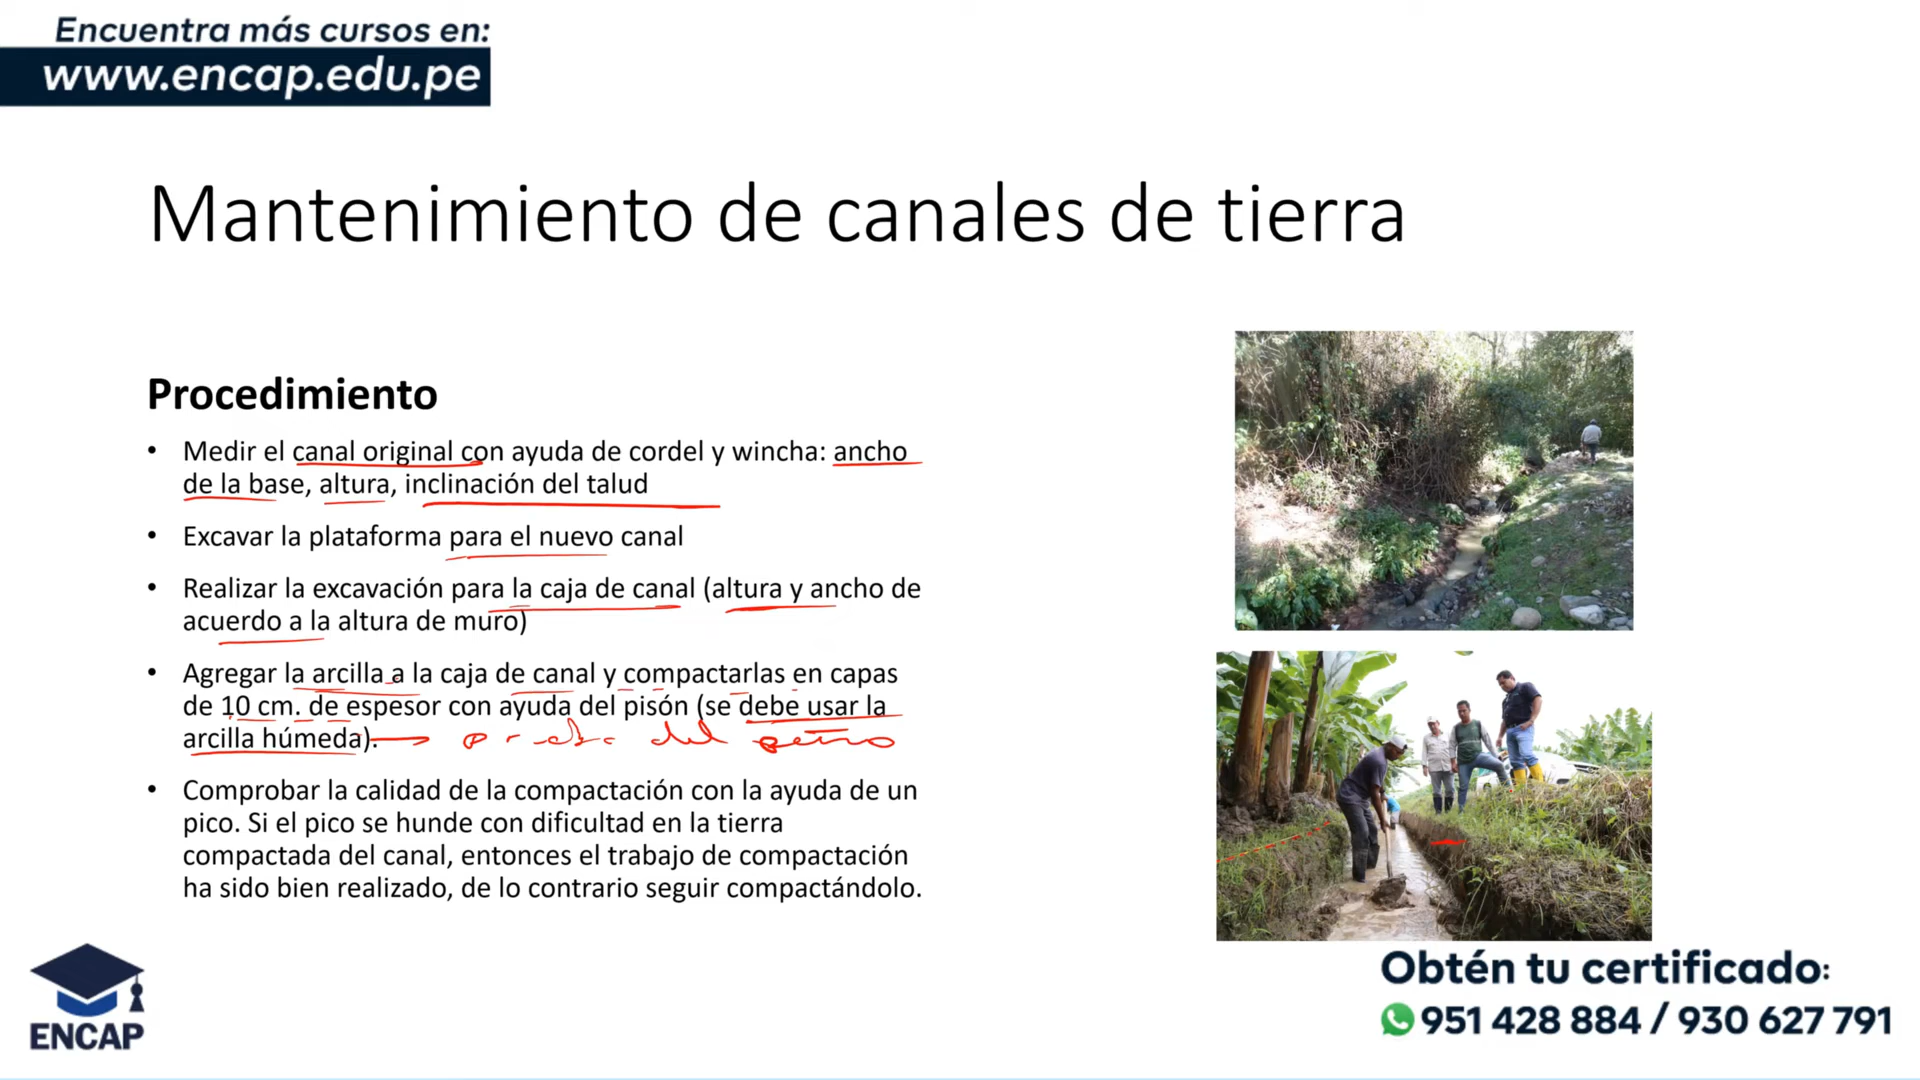 Encuentra más cursos en:
www.encap.edu.pe
Mantenimiento de canales de tierra
Procedimiento
• Medir el canal original con ayuda de cordel y wincha: ancho
de la base, altura, inclinación del talud
• Excavar la plataforma para el nuevo canal
• Realizar la excavación para la caja de canal (altura y ancho de
acuerdo a la altura de muro)
• Agregar la arcilla a la caja de canal y compactarlas en capas
de 10 cm. de espesor con ayuda del pisón (se debe usar la
arcilla húmeda). del
• Comprobar la calidad de la compactación con la ayuda de un
pico. Si el pico se hunde con dificultad en la tierra
compactada del canal, entonces el trabajo de compactación
ha sido bien realizado, de lo contrario seguir compactándolo.
ENCAP
Obtén tu certificado:
951 428 884 / 930 627 791